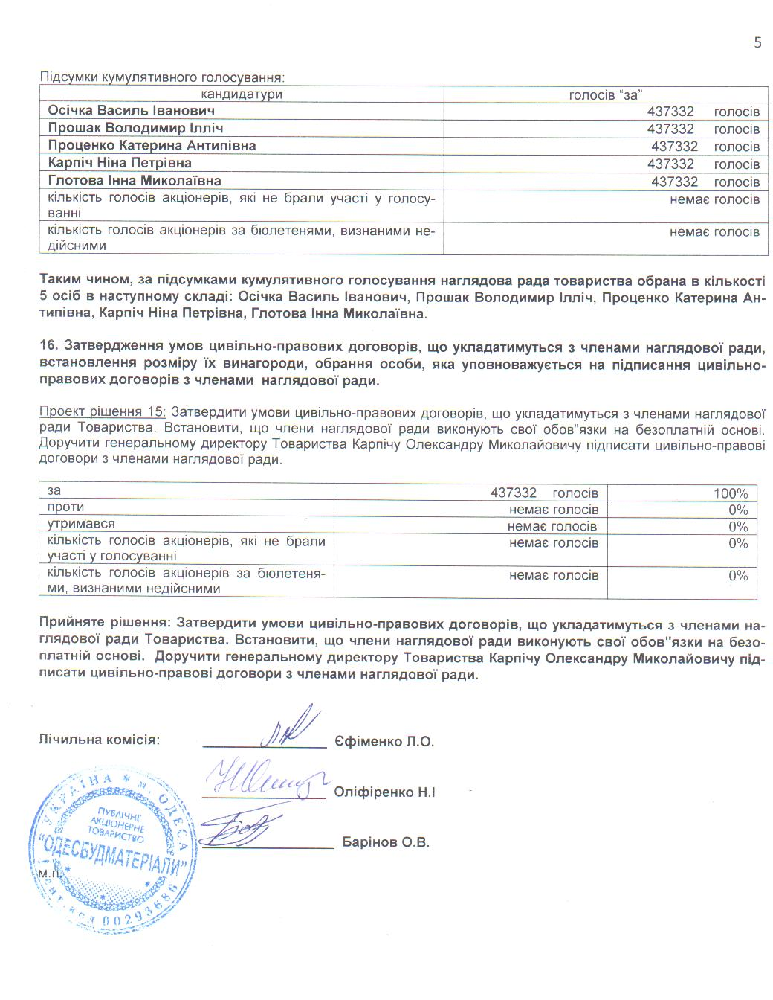 5
Підсумки кумулятивного голосування:
кандидатури голосів “за”
Осічка Василь Іванович 437332 голосів
Прошак Володимир Ілліч 437332 голосів
Проценко Катерина Антипівна 437332 голосів
Карпіч Ніна Петрівна 437332 голосів
Глотова Інна Миколаївна 437332 голосів
кількість голосів акціонерів, які не брали участі у голосу- немає голосів
ванні
кількість голосів акціонерів за бюлетенями, визнаними не- немає голосів
дійсними
Таким чином, за підсумками кумулятивного голосування наглядова рада товариства обрана в кількості
5 осіб в наступному складі: Осічка Василь Іванович, Прошак Володимир Ілліч, Проценко Катерина Ан-
типівна, Карпіч Ніна Петрівна, Глотова Інна Миколаївна.
16. Затвердження умов цивільно-правових договорів, що укладатимуться з членами наглядової ради,
встановлення розміру їх винагороди, обрання особи, яка уповноважується на підписання цивільно-
правових договорів з членами наглядової ради.
Проект рішення 15: Затвердити умови цивільно-правових договорів, що укладатимуться з членами наглядової
ради Товариства. Встановити, що члени наглядової ради виконують свої обов"язки на безоплатній основі.
Доручити генеральному директору Товариства Карпічу Олександру Миколайовичу підписати цивільно-правові
договори з членами наглядової ради.
за 437332 голосів 100%
проти немає голосів 0%
утримався немає голосів 0%
кількість голосів акціонерів, які не брали немає голосів 0%
участі у голосуванні
кількість голосів акціонерів за бюлетеня- немає голосів 0%
ми, визнаними недійсними
Прийняте рішення: Затвердити умови цивільно-правових договорів, що укладатимуться з членами на-
глядової ради Товариства. Встановити, що члени наглядової ради виконують свої обов"язки на безо-
платній основі. Доручити генеральному директору Товариства Карпічу Олександру Миколайовичу під-
писати цивільно-правові договори з членами наглядової ради.
Лічильна комісія: Єфіменко Л.О.
Оліфіренко Н.І
Барінов О.В.
УКРАЇНА * м. ОДЕСА
ПУБЛІЧНЕ
АКЦІОНЕРНЕ
ТОВАРИСТВО
“ОДЕСБУДМАТЕРІАЛИ”
м.п.
код 00293686